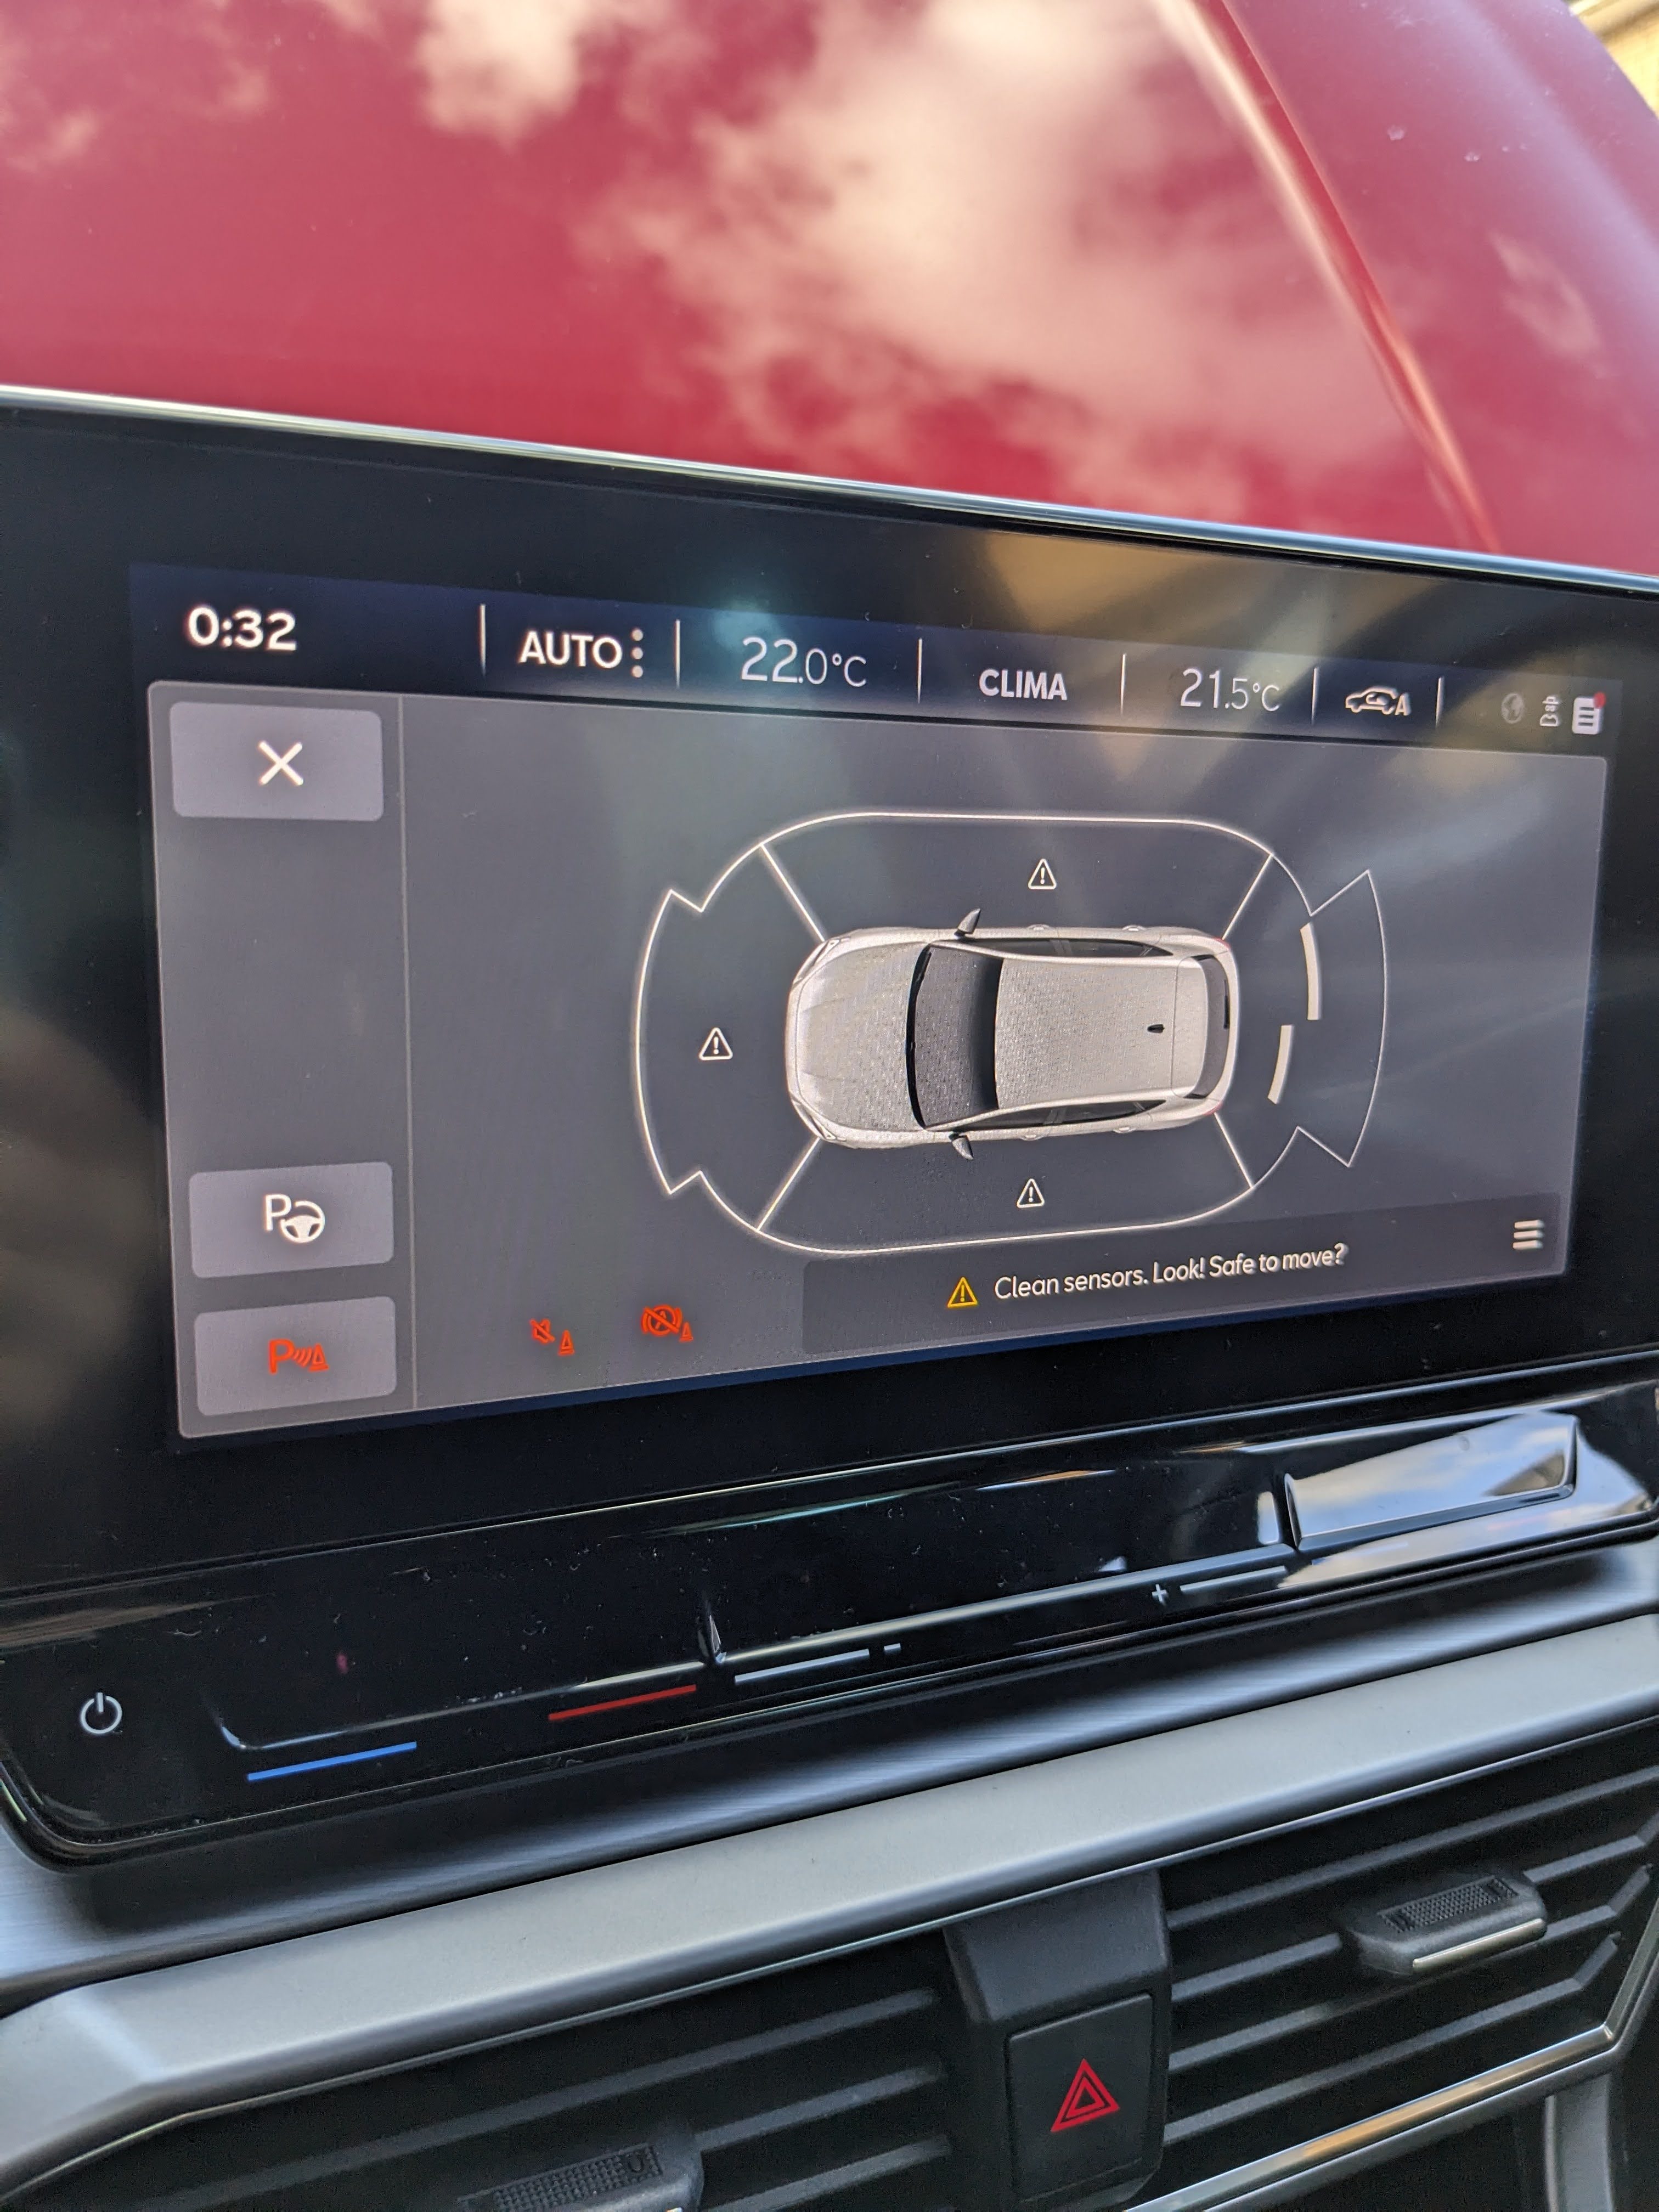 0:32
AUTO
22.0°C
CLIMA
21.5°C
A
P
P
Clean sensors. Look! Safe to move?